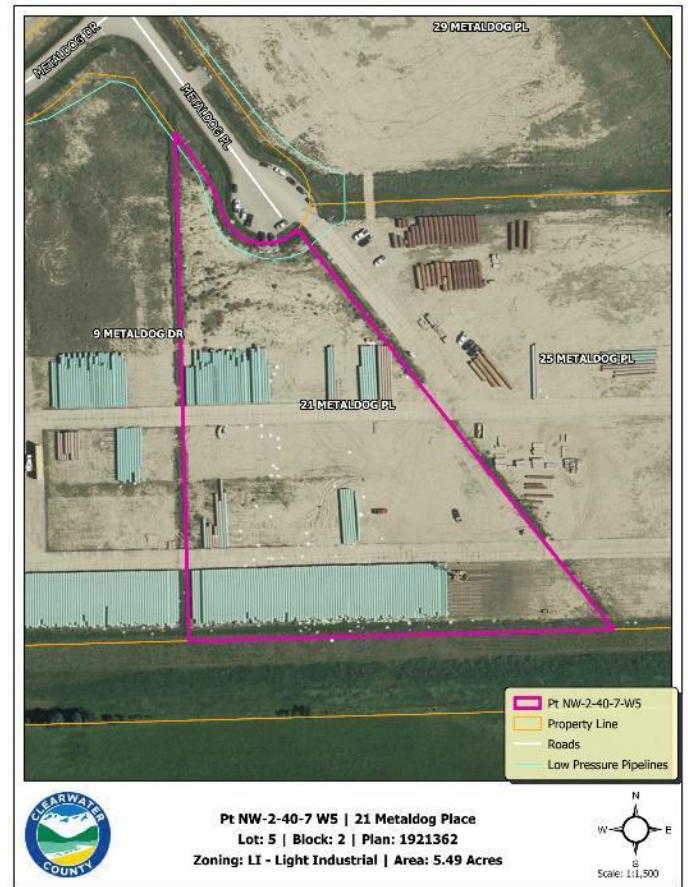 29 METALDOG PL
METALDOG DR
METALDOG PL
9 METALDOG DR
25 METALDOG PL
21 METALDOG PL
Pt NW-2-40-7-W5
Property Line
Roads
Low Pressure Pipelines
CLEARWATER
COUNTY
Pt NW-2-40-7 W5 | 21 Metaldog Place
Lot: 5 | Block: 2 | Plan: 1921362
Zoning: LI - Light Industrial | Area: 5.49 Acres
N
W E
S
Scale: 1:1,500